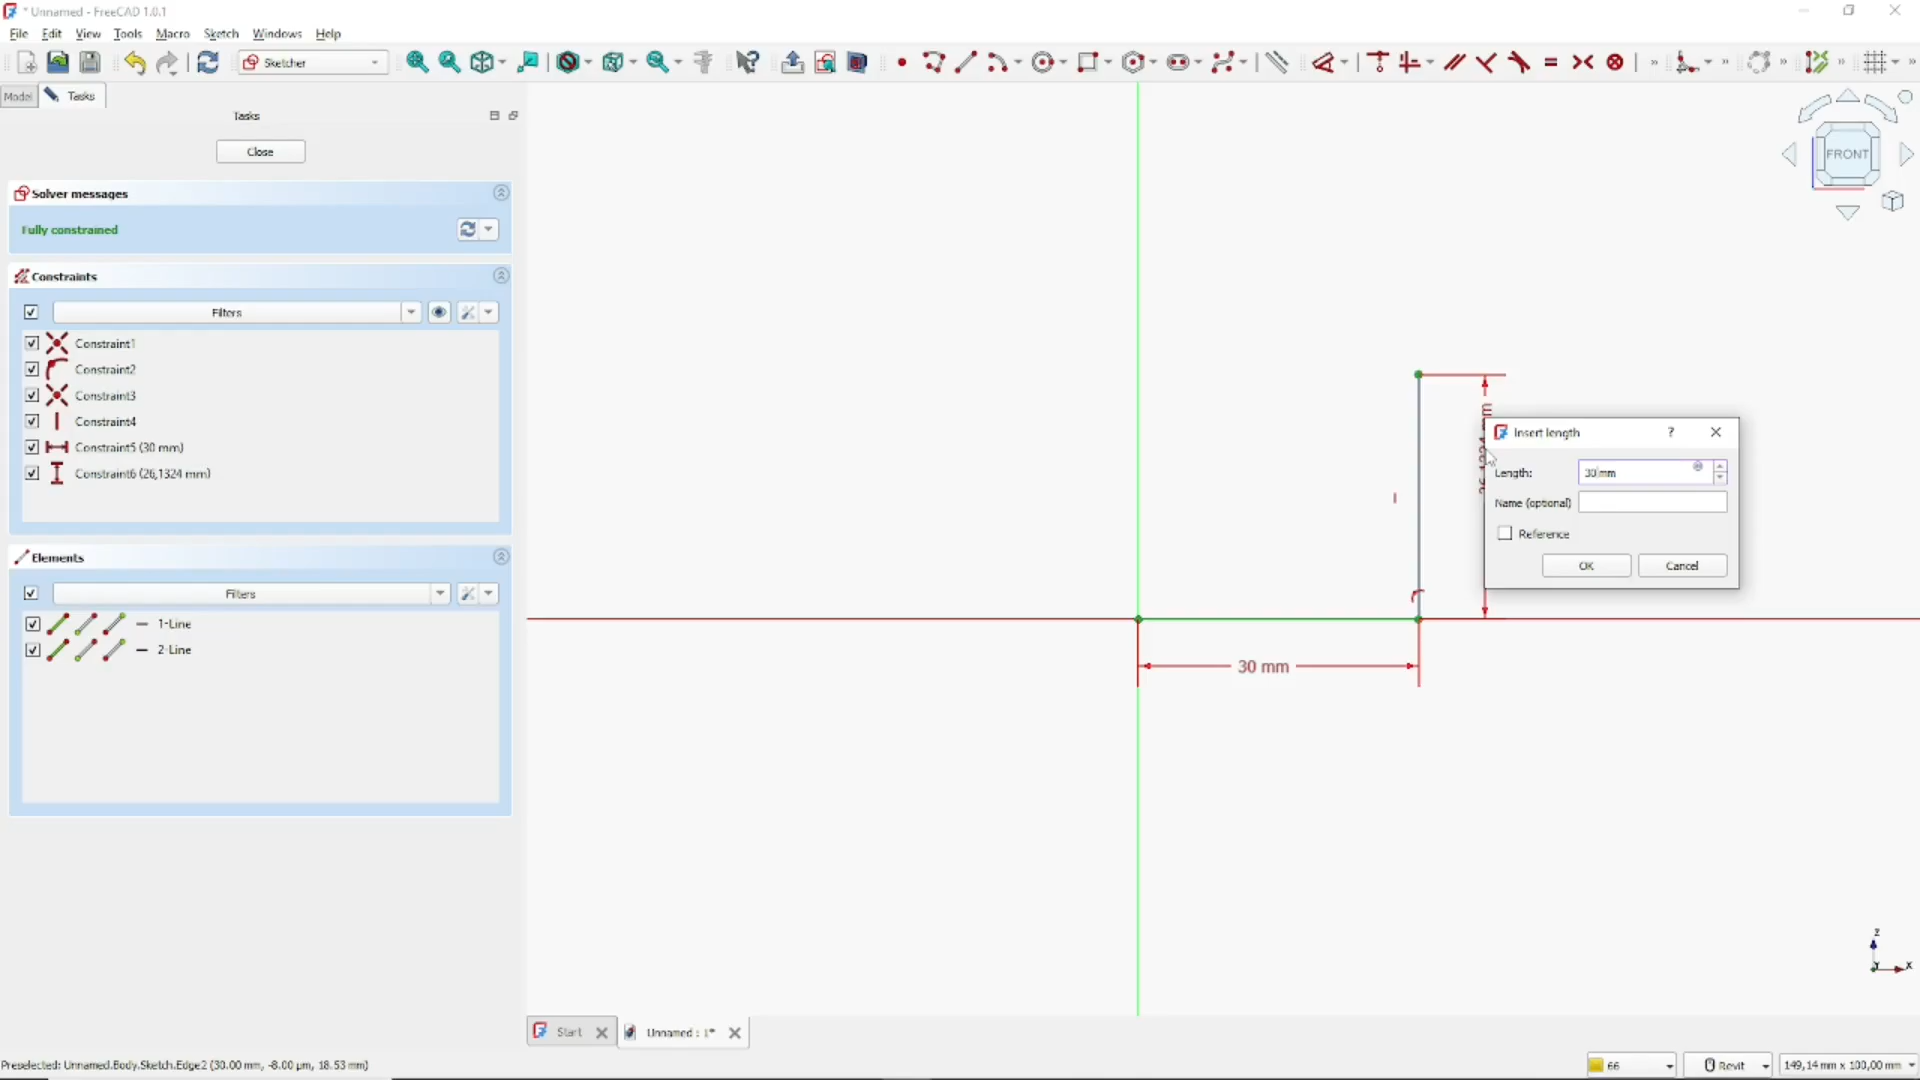 * Unnamed - FreeCAD 1.0.1
File Edit View Tools Macro Sketch Windows Help
Sketcher
Model Tasks
Tasks
Close
Solver messages
Fully constrained
Constraints
Filters
Constraint1
Constraint2
Constraint3
Constraint4
Constraint5 (30 mm)
Constraint6 (26,1324 mm)
Elements
Filters
1-Line
2-Line
FRONT
Insert length ?
Length: 30 mm
Name (optional)
Reference
OK Cancel
30 mm
Z
Y X
Start Unnamed : 1*
Preselected: Unnamed.Body.Sketch.Edge2 (30.00 mm, -8.00 µm, 18.53 mm)
66 Revit 149,14 mm x 100,00 mm